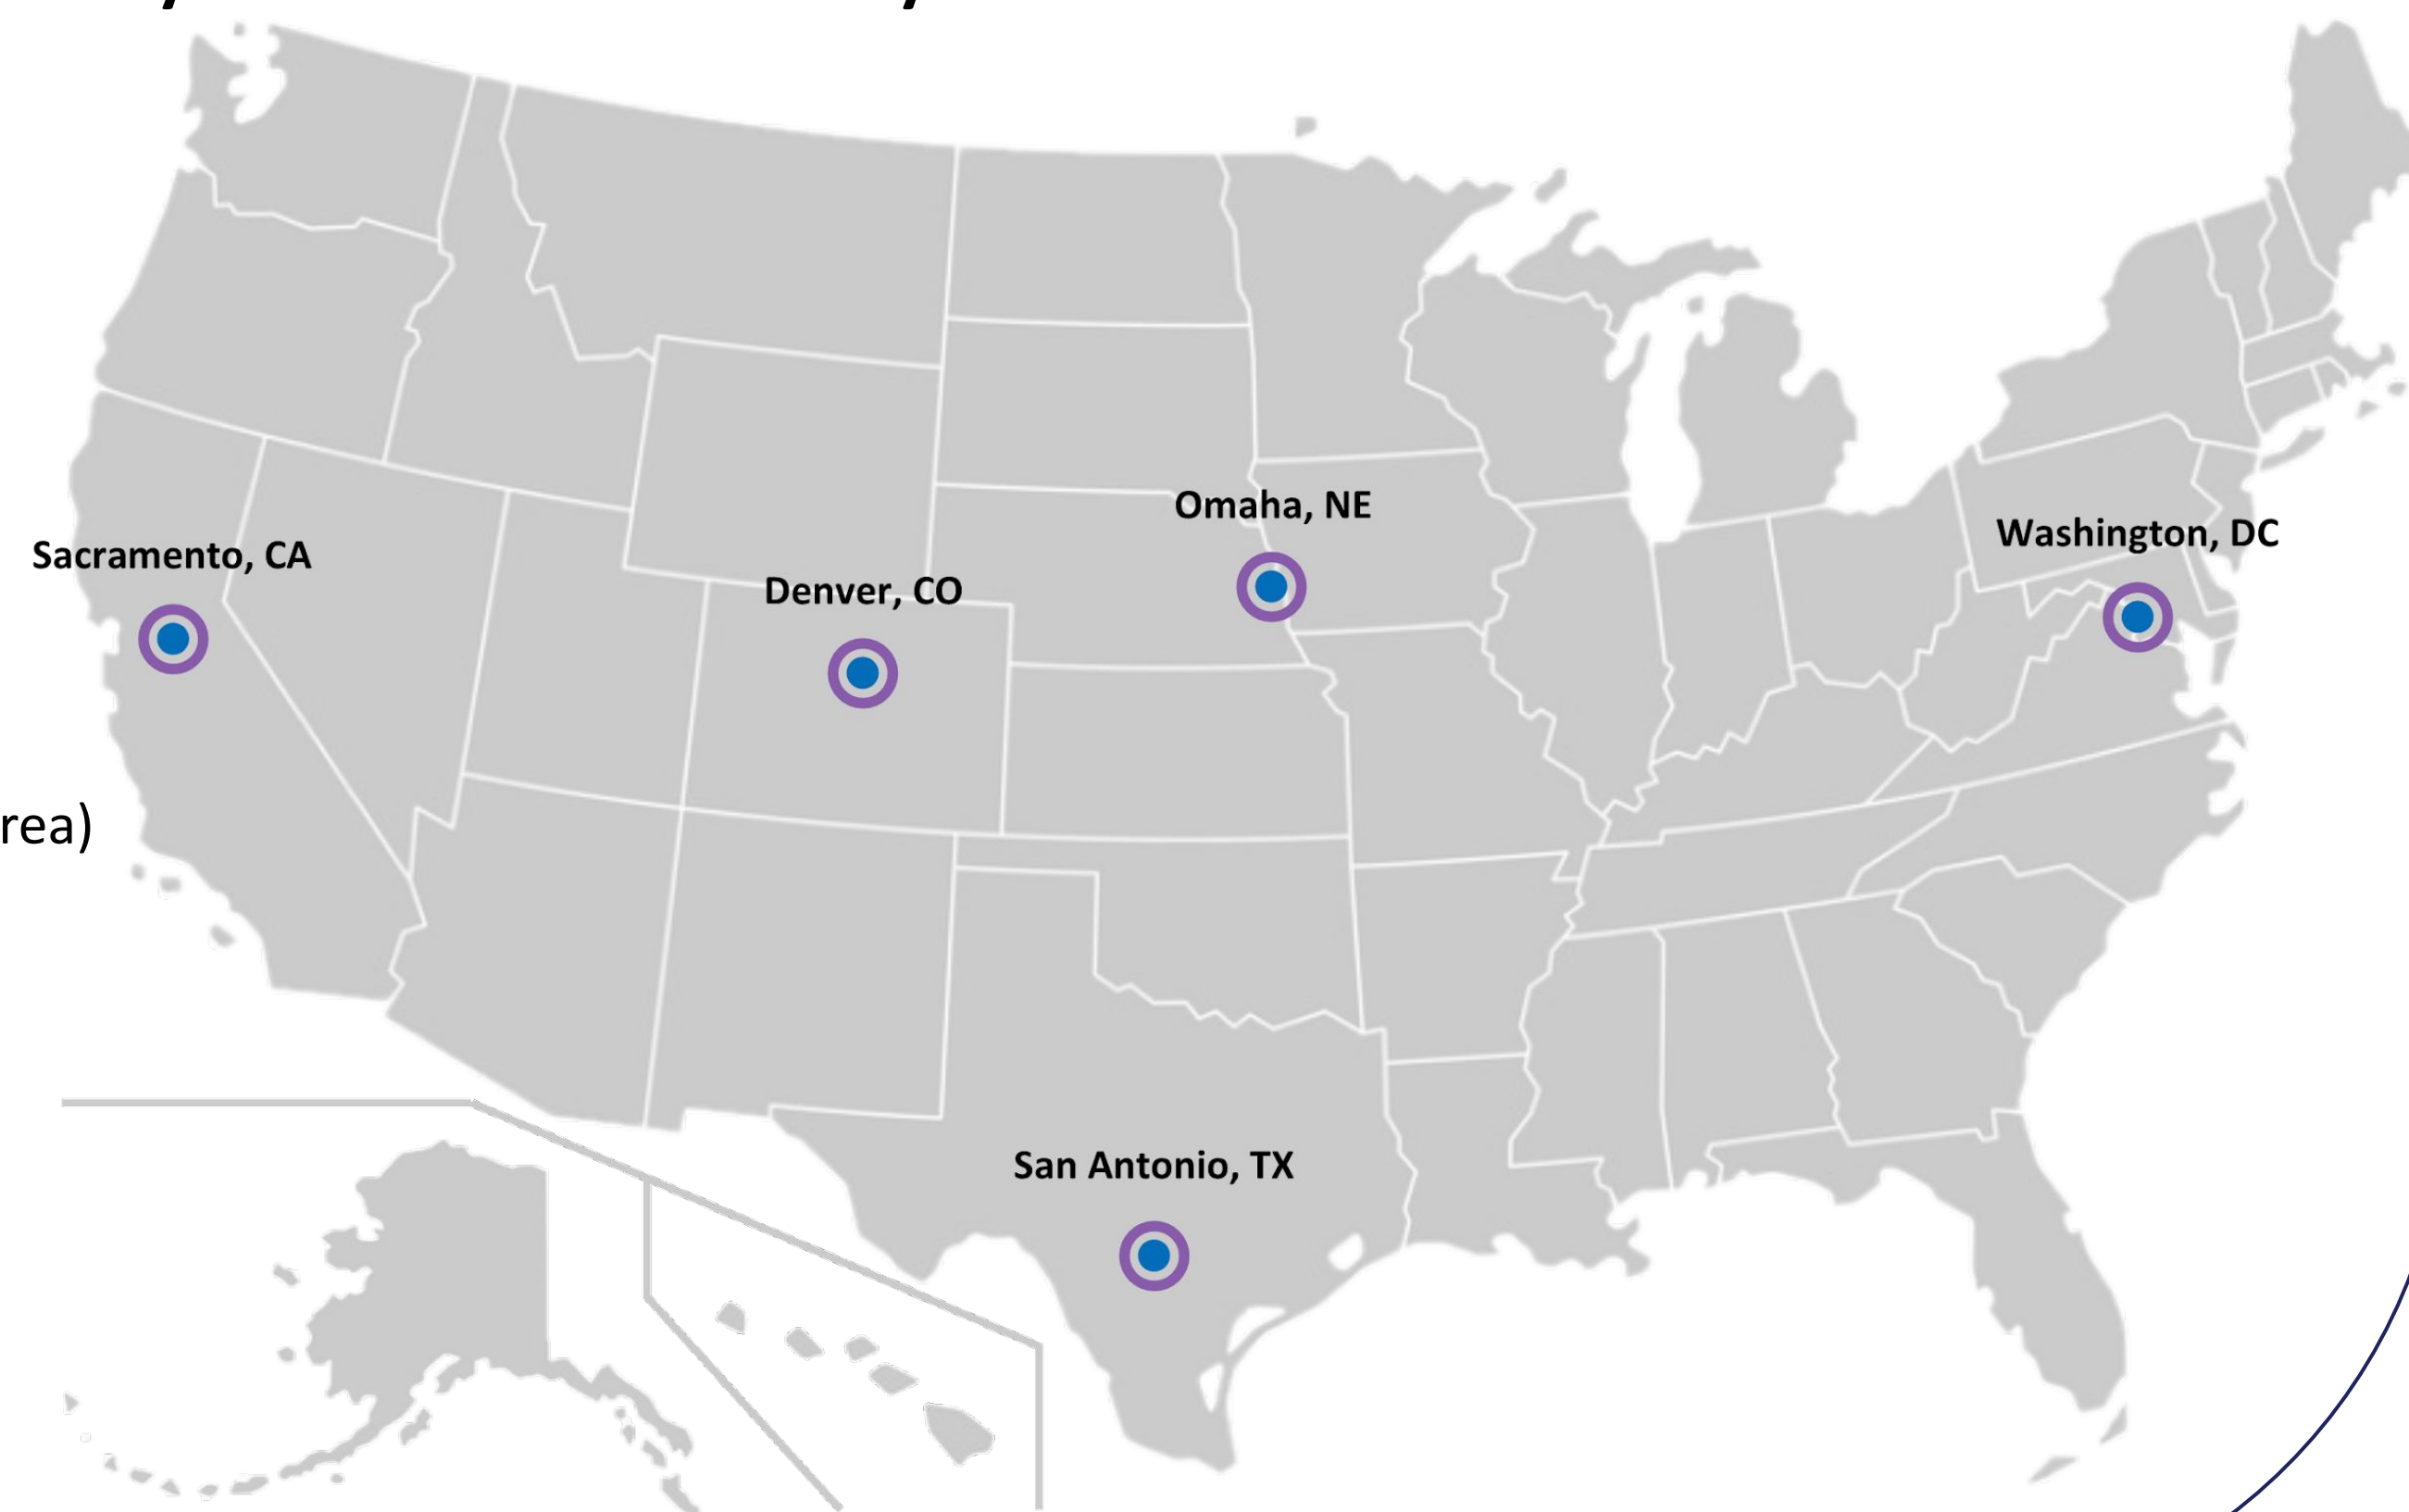 Omaha, NE
Washington, DC
Sacramento, CA
Denver, CO
rea)
San Antonio, TX